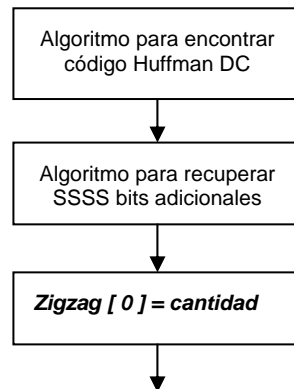 Algoritmo para encontrar
código Huffman DC
Algoritmo para recuperar
SSSS bits adicionales
Zigzag [ 0 ] = cantidad